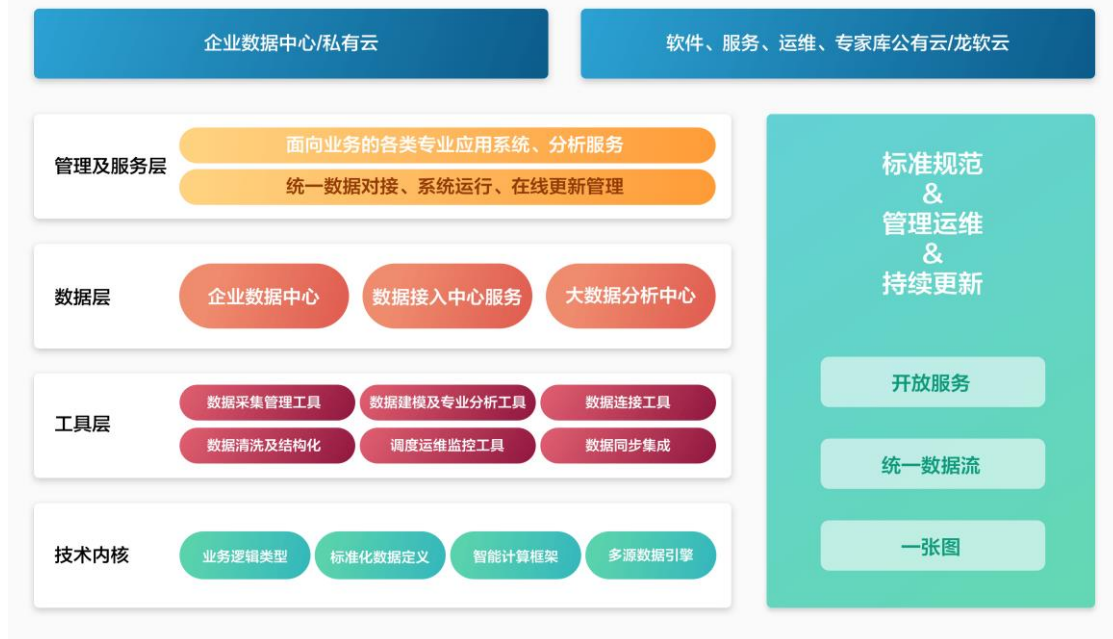 企业数据中心/私有云
软件、服务、运维、专家库公有云/龙软云
管理及服务层
面向业务的各类专业应用系统、分析服务
统一数据对接、系统运行、在线更新管理
数据层
企业数据中心
数据接入中心服务
大数据分析中心
工具层
数据采集管理工具
数据建模及专业分析工具
数据连接工具
数据清洗及结构化
调度运维监控工具
数据同步集成
技术内核
业务逻辑类型
标准化数据定义
智能计算框架
多源数据引擎
标准规范
&
管理运维
&
持续更新
开放服务
统一数据流
一张图